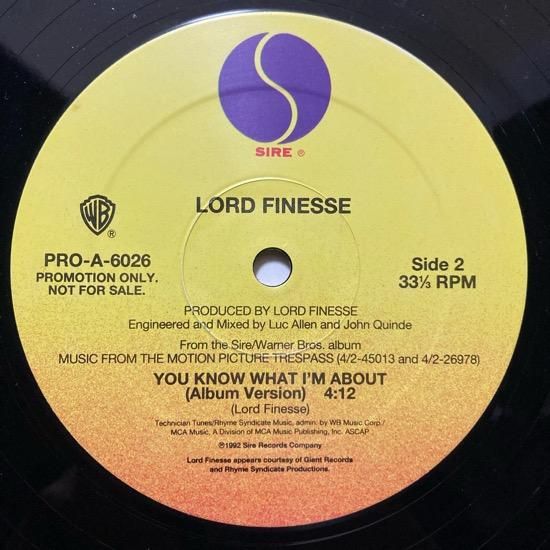 SIRE ®
LORD FINESSE
WB
®
PRO-A-6026
PROMOTION ONLY.
NOT FOR SALE.
Side 2
33⅓ RPM
PRODUCED BY LORD FINESSE
Engineered and Mixed by Luc Allen and John Quinde
From the Sire/Warner Bros. album
MUSIC FROM THE MOTION PICTURE TRESPASS (4/2-45013 and 4/2-26978)
YOU KNOW WHAT I'M ABOUT
(Album Version) 4:12
(Lord Finesse)
Technician Tunes/Rhyme Syndicate Music, admin. by WB Music Corp./
MCA Music, A Division of MCA Music Publishing, Inc. ASCAP
℗1992 Sire Records Company
Lord Finesse appears courtesy of Giant Records
and Rhyme Syndicate Productions.